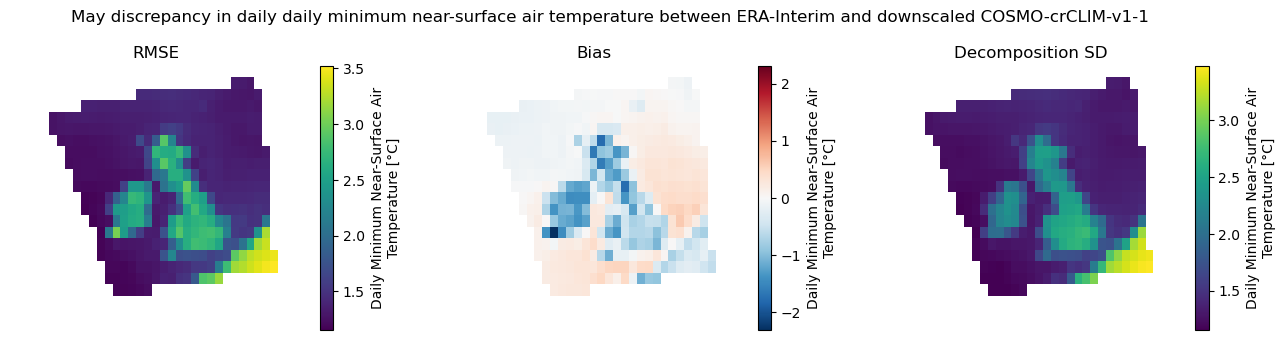 May discrepancy in daily daily minimum near-surface air temperature between ERA-Interim and downscaled COSMO-crCLIM-v1-1
RMSE
3.5
3.0
2.5
2.0
1.5
Daily Minimum Near-Surface Air
Temperature [°C]
Bias
2
1
0
−1
−2
Daily Minimum Near-Surface Air
Temperature [°C]
Decomposition SD
3.0
2.5
2.0
1.5
Daily Minimum Near-Surface Air
Temperature [°C]